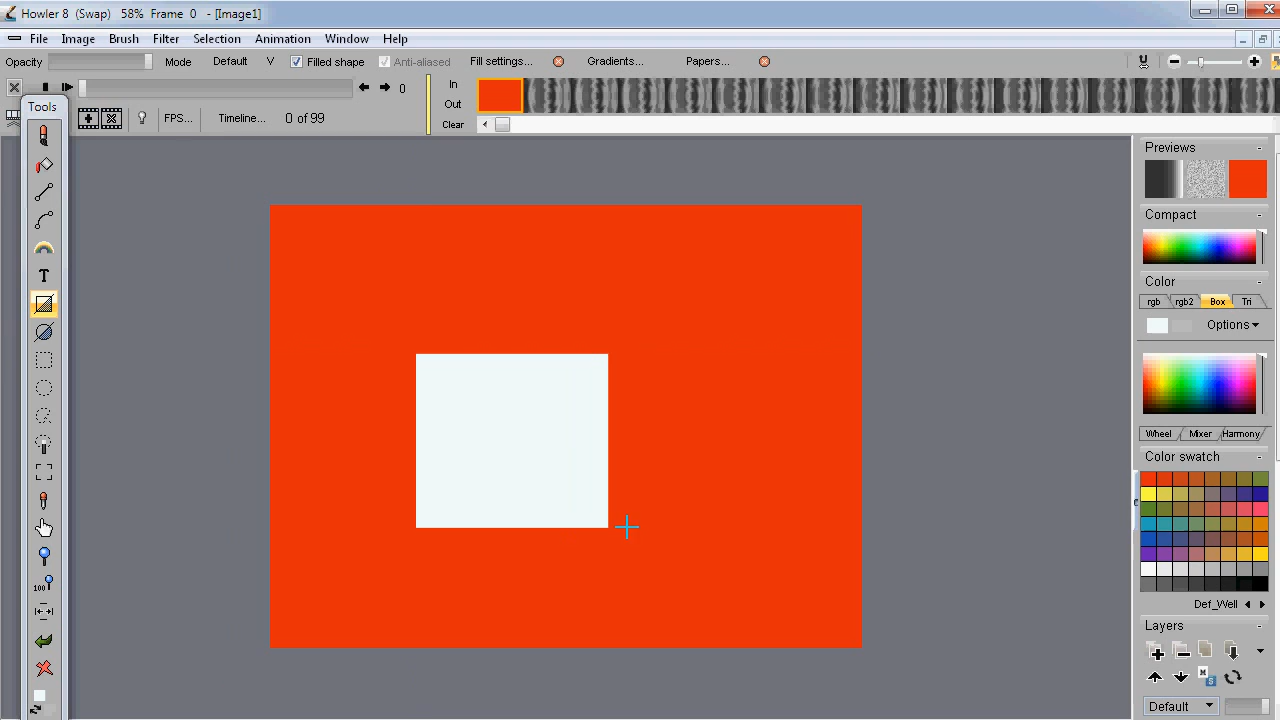 Howler 8 (Swap) 58% Frame 0 - [Image1]
File Image Brush Filter Selection Animation Window Help
Opacity Mode Default V Filled shape Anti-aliased Fill settings... Gradients... Papers...
0 In
Out
Clear
Tools
FPS... Timeline... 0 of 99
T
100
Previews
Compact
Color
rgb rgb2 Box Tri
Options
Wheel Mixer Harmony
Color swatch
Def_Well
Layers
M
S
Default